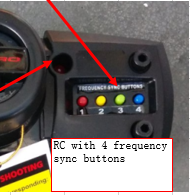 FREQUENCY SYNC BUTTONS
1 2 3 4
RC with 4 frequency
sync buttons
SHOOTING